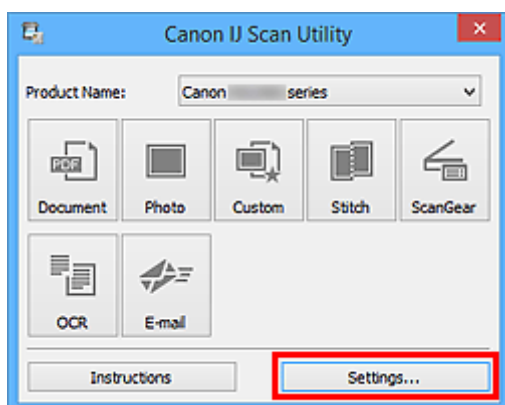 Canon IJ Scan Utility
Product Name: Canon series
PDF
Document Photo Custom Stitch ScanGear
OCR E-mail
Instructions Settings...